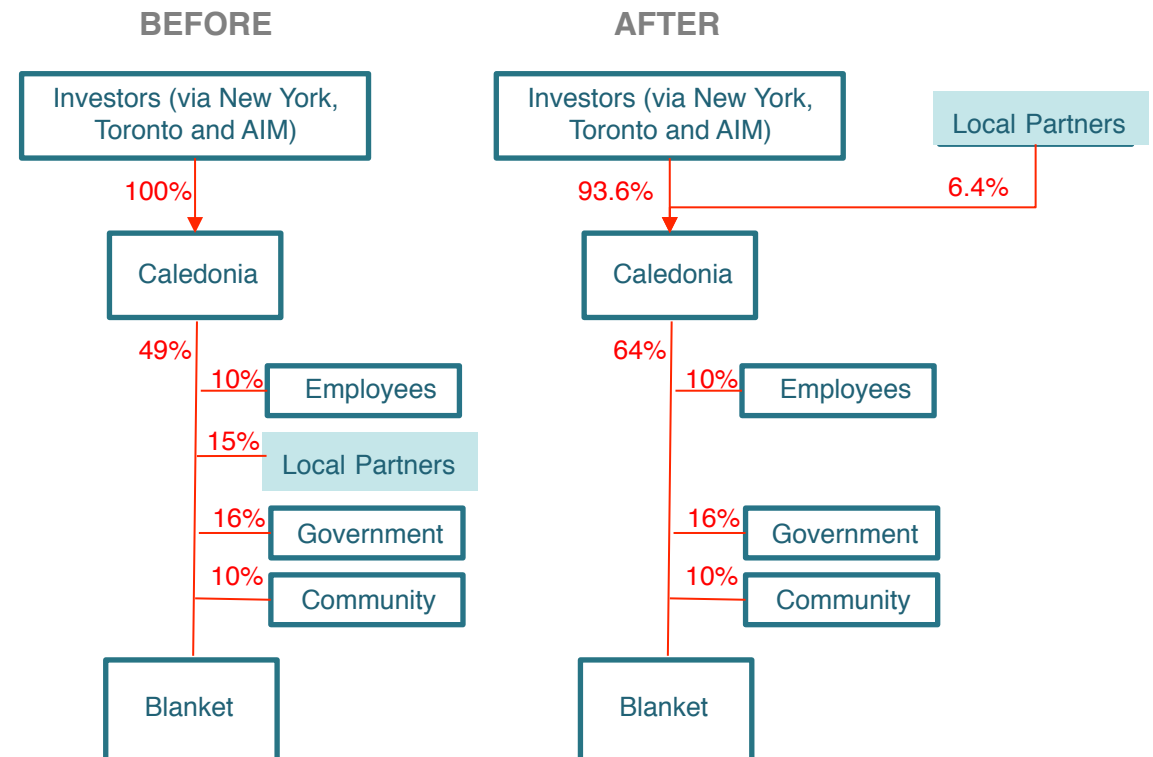 BEFORE
Investors (via New York,
Toronto and AIM)
100%
Caledonia
49%
10%
Employees
15%
Local Partners
16%
Government
10%
Community
Blanket
AFTER
Investors (via New York,
Toronto and AIM)
Local Partners
93.6%
6.4%
Caledonia
64%
10%
Employees
16%
Government
10%
Community
Blanket